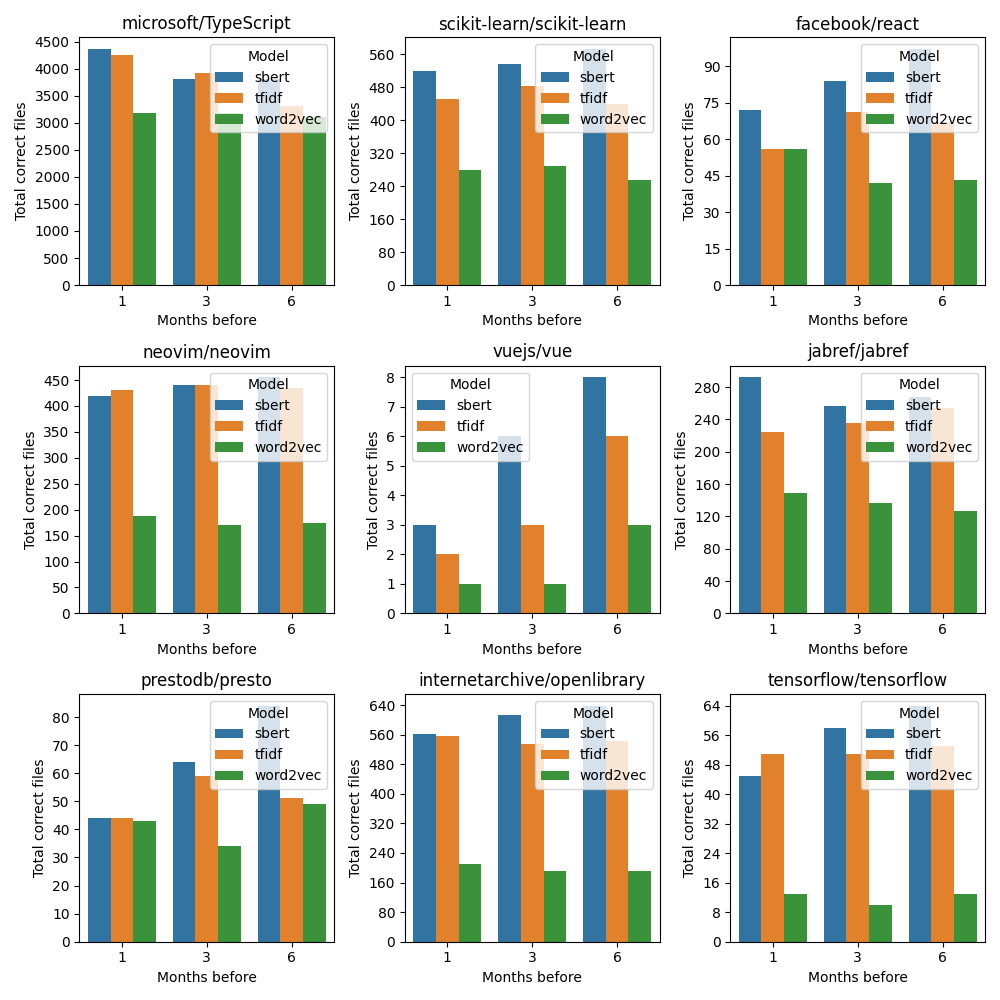 microsoft/TypeScript
Total correct files
4500
4000
3500
3000
2500
2000
1500
1000
500
0
Model
sbert
tfidf
word2vec
1 3 6
Months before
scikit-learn/scikit-learn
Total correct files
560
480
400
320
240
160
80
0
Model
sbert
tfidf
word2vec
1 3 6
Months before
facebook/react
Total correct files
90
75
60
45
30
15
0
Model
sbert
tfidf
word2vec
1 3 6
Months before
neovim/neovim
Total correct files
450
400
350
300
250
200
150
100
50
0
Model
sbert
tfidf
word2vec
1 3 6
Months before
vuejs/vue
Total correct files
8
7
6
5
4
3
2
1
0
Model
sbert
tfidf
word2vec
1 3 6
Months before
jabref/jabref
Total correct files
280
240
200
160
120
80
40
0
Model
sbert
tfidf
word2vec
1 3 6
Months before
prestodb/presto
Total correct files
80
70
60
50
40
30
20
10
0
Model
sbert
tfidf
word2vec
1 3 6
Months before
internetarchive/openlibrary
Total correct files
640
560
480
400
320
240
160
80
0
Model
sbert
tfidf
word2vec
1 3 6
Months before
tensorflow/tensorflow
Total correct files
64
56
48
40
32
24
16
8
0
Model
sbert
tfidf
word2vec
1 3 6
Months before